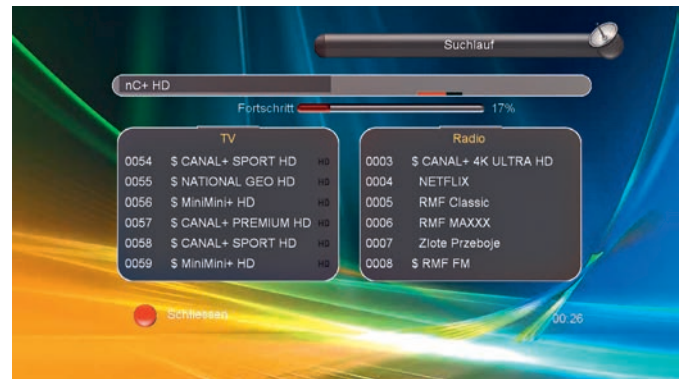 Suchlauf
nC+ HD
Fortschritt 17%
TV
0054 $ CANAL+ SPORT HD HD
0055 $ NATIONAL GEO HD HD
0056 $ MiniMini+ HD HD
0057 $ CANAL+ PREMIUM HD HD
0058 $ CANAL+ SPORT HD HD
0059 $ MiniMini+ HD HD
Radio
0003 $ CANAL+ 4K ULTRA HD
0004 NETFLIX
0005 RMF Classic
0006 RMF MAXXX
0007 Zlote Przeboje
0008 $ RMF FM
Schliessen 00:26